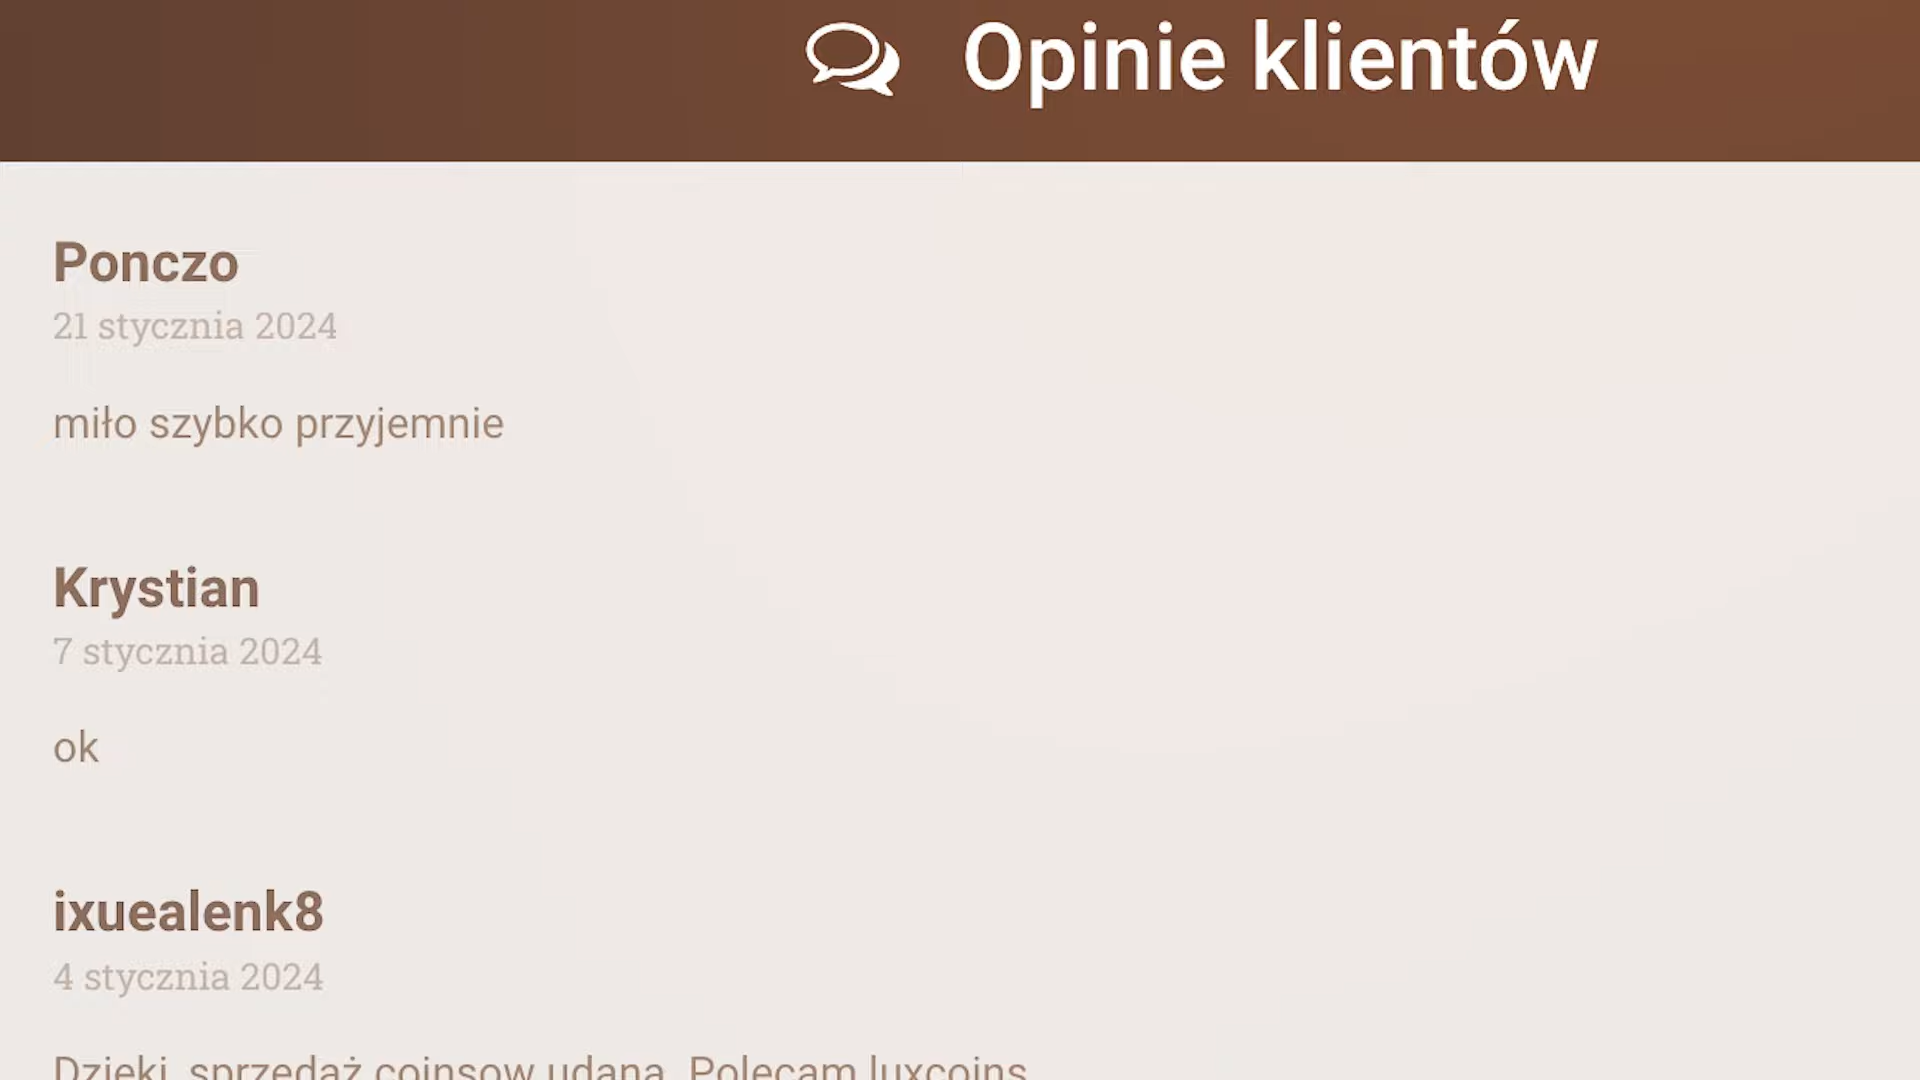 Opinie klientów
Ponczo
21 stycznia 2024
miło szybko przyjemnie
Krystian
7 stycznia 2024
ok
ixuealenk8
4 stycznia 2024
Dzięki, sprzedaż coinsow udana. Polecam luxcoins